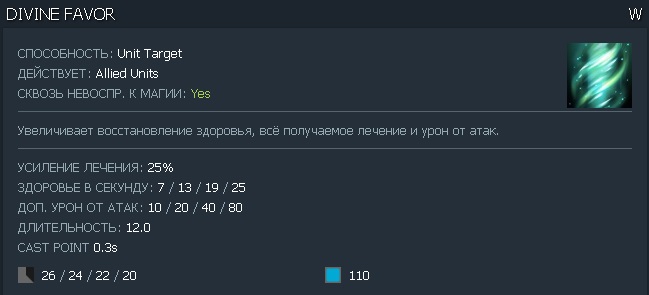 DIVINE FAVOR W
СПОСОБНОСТЬ: Unit Target
ДЕЙСТВУЕТ: Allied Units
СКВОЗЬ НЕВОСПР. К МАГИИ: Yes
Увеличивает восстановление здоровья, всё получаемое лечение и урон от атак.
УСИЛЕНИЕ ЛЕЧЕНИЯ: 25%
ЗДОРОВЬЕ В СЕКУНДУ: 7 / 13 / 19 / 25
ДОП. УРОН ОТ АТАК: 10 / 20 / 40 / 80
ДЛИТЕЛЬНОСТЬ: 12.0
CAST POINT 0.3s
26 / 24 / 22 / 20 110